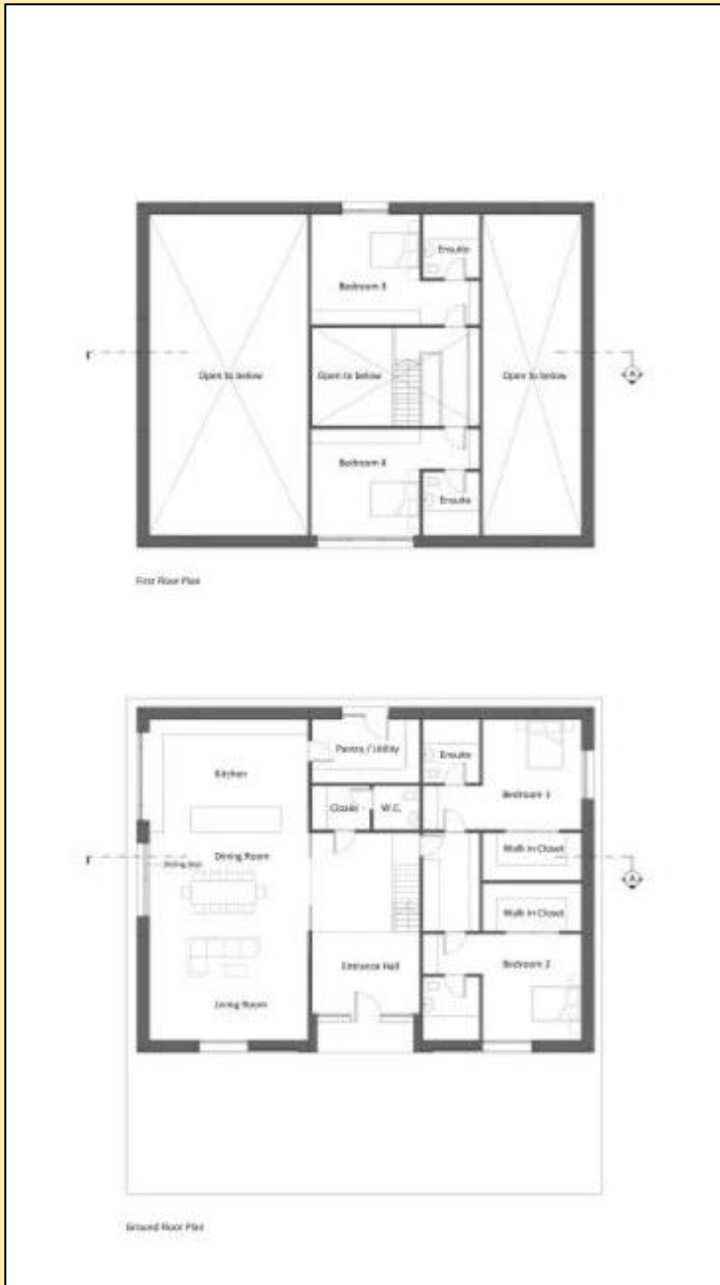 Ensuite
Bedroom 3
Open to below
Open to below
Open to below
A
Bedroom 4
Ensuite
First Floor Plan
Pantry / Utility
Ensuite
Kitchen
Bedroom 1
Closet
W.C.
Dining Room
Walk in Closet
A
Walk in Closet
Entrance Hall
Bedroom 2
Living Room
Ground Floor Plan